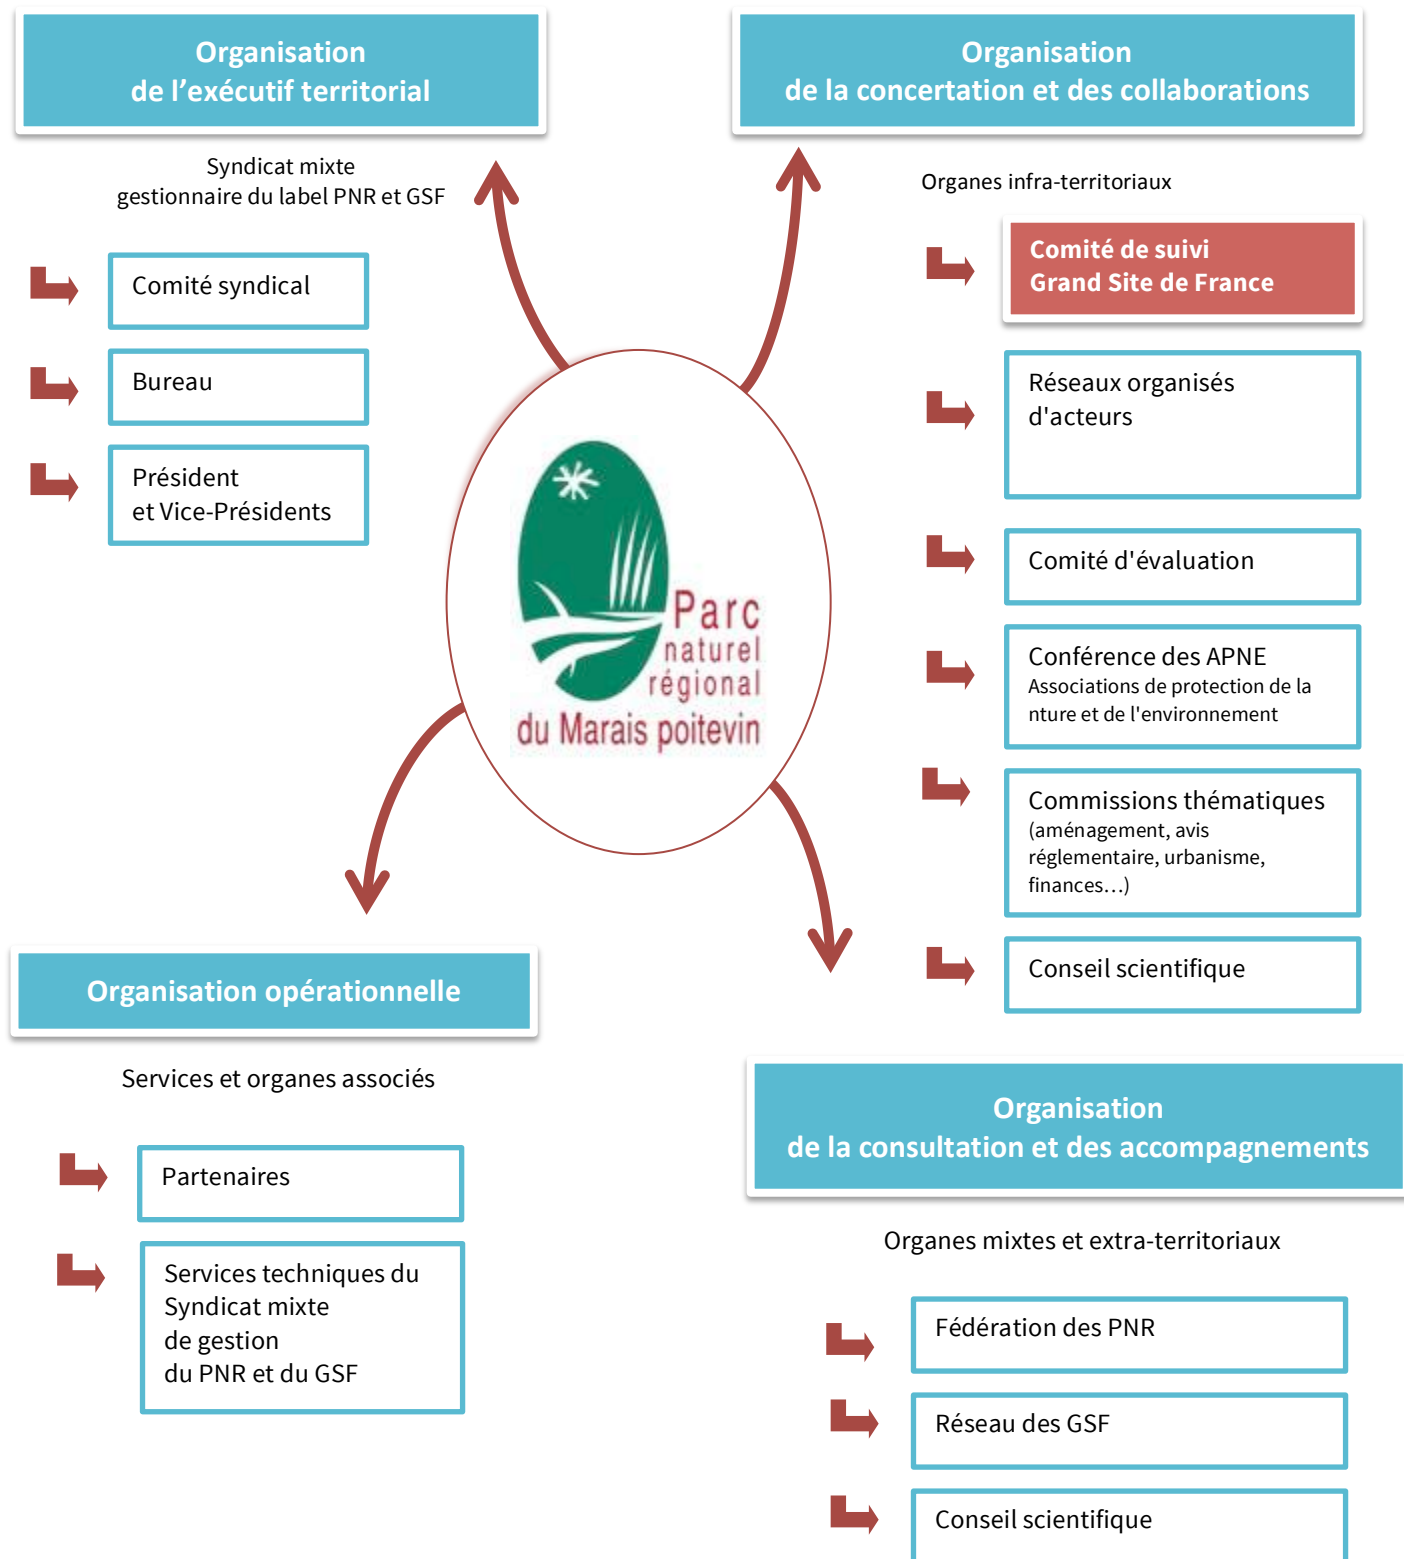 Organisation
de l’exécutif territorial
Syndicat mixte
gestionnaire du label PNR et GSF
Comité syndical
Bureau
Président
et Vice-Présidents
Organisation
de la concertation et des collaborations
Organes infra-territoriaux
Comité de suivi
Grand Site de France
Réseaux organisés
d'acteurs
Comité d'évaluation
Conférence des APNE
Associations de protection de la
nture et de l'environnement
Commissions thématiques
(aménagement, avis
réglementaire, urbanisme,
finances…)
Conseil scientifique
Parc
naturel
régional
du Marais poitevin
Organisation opérationnelle
Services et organes associés
Partenaires
Services techniques du
Syndicat mixte
de gestion
du PNR et du GSF
Organisation
de la consultation et des accompagnements
Organes mixtes et extra-territoriaux
Fédération des PNR
Réseau des GSF
Conseil scientifique